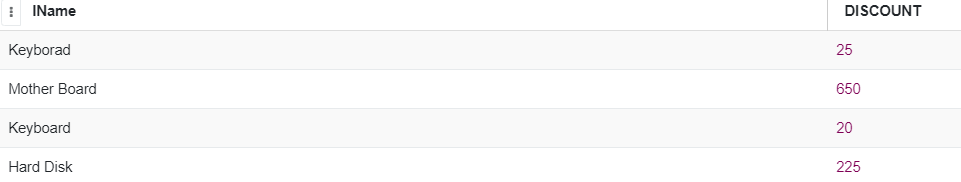 IName DISCOUNT
Keyborad 25
Mother Board 650
Keyboard 20
Hard Disk 225